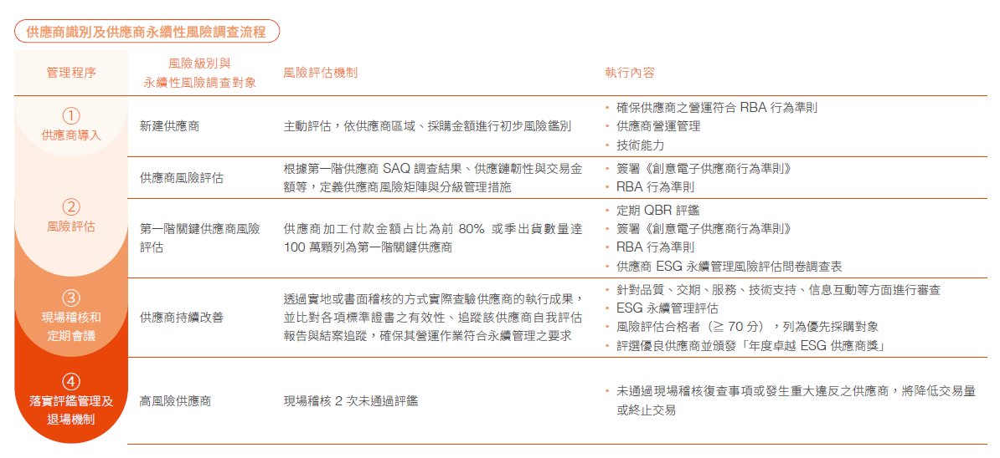 供應商識別及供應商永續性風險調查流程
管理程序
風險級別與
永續性風險調查對象
風險評估機制
執行內容
①
供應商導入
新建供應商
主動評估，依供應商區域、採購金額進行初步風險鑑別
• 確保供應商之營運符合 RBA 行為準則
• 供應商營運管理
• 技術能力
②
風險評估
供應商風險評估
根據第一階供應商 SAQ 調查結果、供應鏈韌性與交易金
額等，定義供應商風險矩陣與分級管理措施
• 簽署《創意電子供應商行為準則》
• RBA 行為準則
第一階關鍵供應商風險
評估
供應商加工付款金額占比為前 80% 或季出貨數量達
100 萬顆列為第一階關鍵供應商
• 定期 QBR 評鑑
• 簽署《創意電子供應商行為準則》
• RBA 行為準則
• 供應商 ESG 永續管理風險評估問卷調查表
③
現場稽核和
定期會議
供應商持續改善
透過實地或書面稽核的方式實際查驗供應商的執行成果，
並比對各項標準證書之有效性、追蹤該供應商自我評估
報告與結案追蹤，確保其營運作業符合永續管理之要求
• 針對品質、交期、服務、技術支持、信息互動等方面進行審查
• ESG 永續管理評估
• 風險評估合格者（≧ 70 分），列為優先採購對象
• 評選優良供應商並頒發「年度卓越 ESG 供應商獎」
④
落實評鑑管理及
退場機制
高風險供應商
現場稽核 2 次未通過評鑑
• 未通過現場稽核復查事項或發生重大違反之供應商，將降低交易量
或終止交易